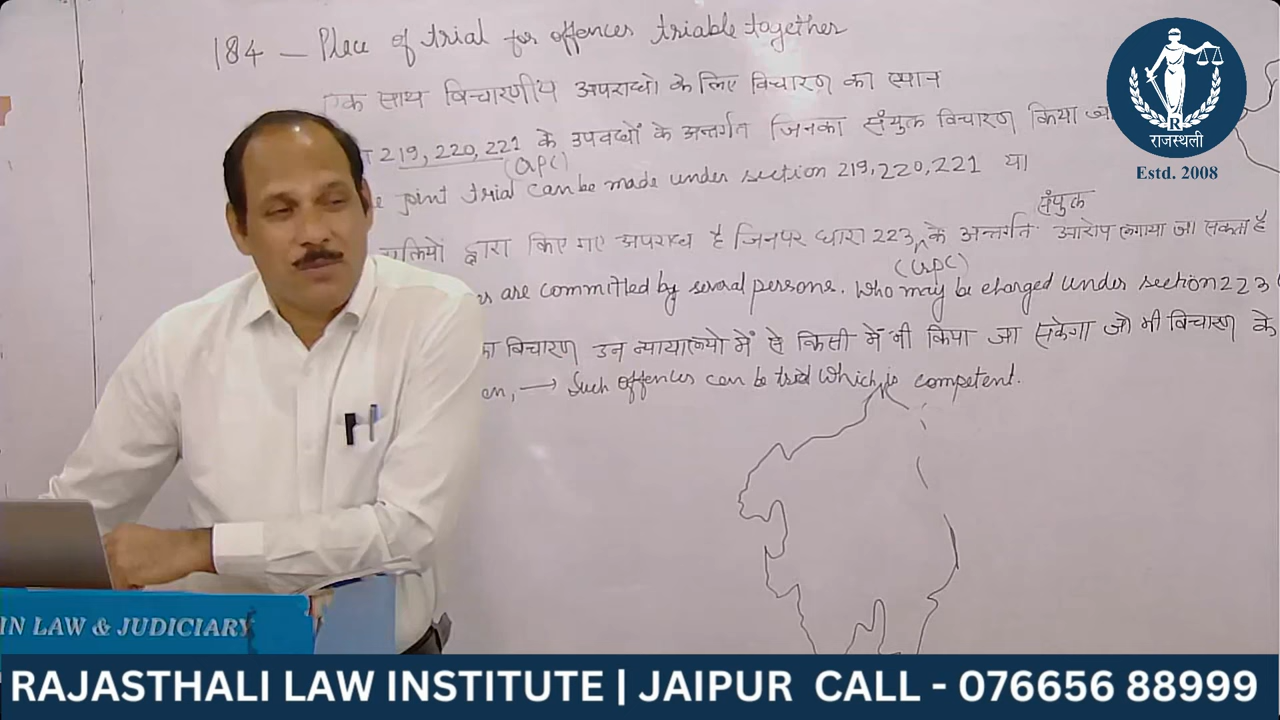 184 – Place of trial for offences triable together
एक साथ विचारणीय अपराधो के लिए विचारण का स्थान
219, 220, 221 के उपबन्धों के अन्तर्गत जिनका संयुक्त विचारण किया
(CrPC)
joint trial can be made under section 219, 220, 221 या
संयुक्त
द्वारा किए गए अपराध है जिनपर धारा 223 के अन्तर्गत आरोप लगाया जा सकता है
(CrPC)
are committed by several persons. Who may be charged under section 223
विचारण उन न्यायालयो में से किसी में भी किया जा सकेगा जो भी विचारण के
→ Such offences can be trial which is competent.
राजस्थली
Estd. 2008
IN LAW & JUDICIARY
RAJASTHALI LAW INSTITUTE | JAIPUR CALL - 076656 88999